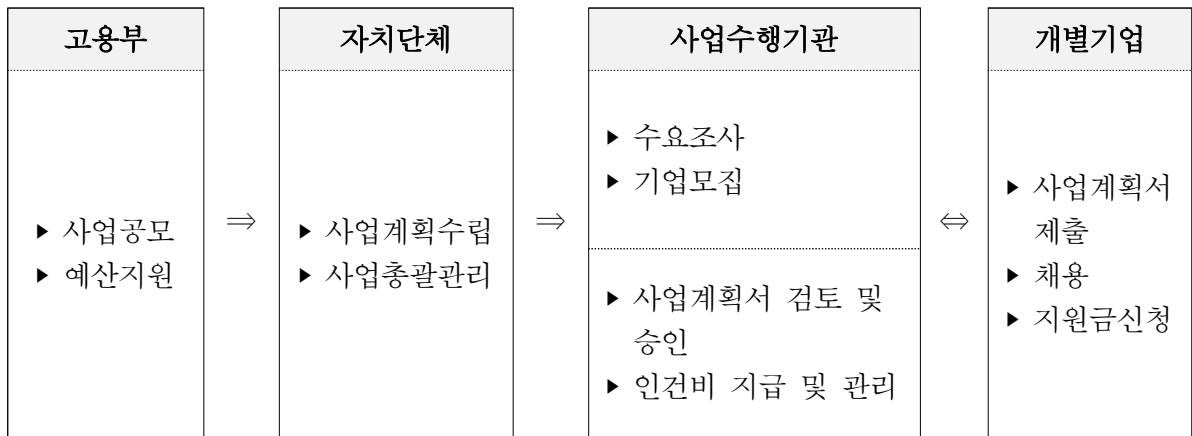 고용부
▶ 사업공모
▶ 예산지원
⇒
자치단체
▶ 사업계획수립
▶ 사업총괄관리
⇒
사업수행기관
▶ 수요조사
▶ 기업모집
▶ 사업계획서 검토 및
승인
▶ 인건비 지급 및 관리
⇔
개별기업
▶ 사업계획서
제출
▶ 채용
▶ 지원금신청